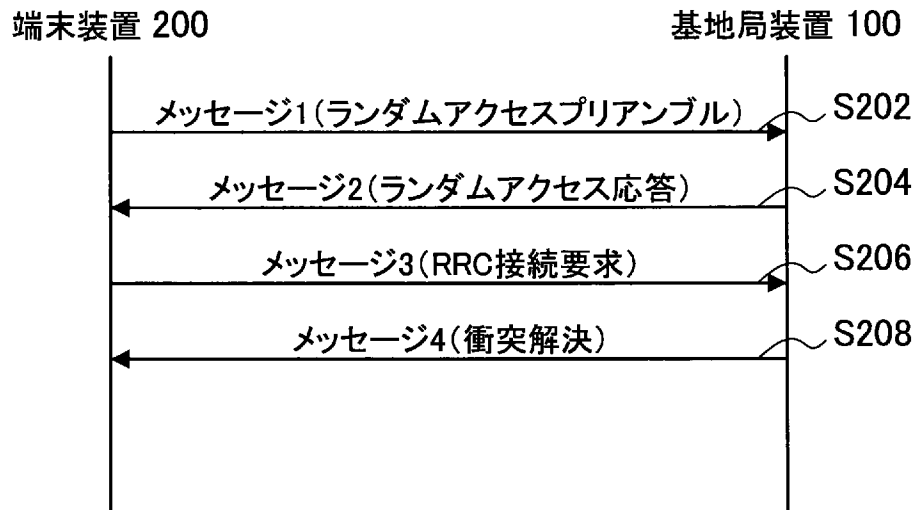 端末装置 200
基地局装置 100
メッセージ1(ランダムアクセスプリアンブル)
S202
メッセージ2(ランダムアクセス応答)
S204
メッセージ3(RRC接続要求)
S206
メッセージ4(衝突解決)
S208